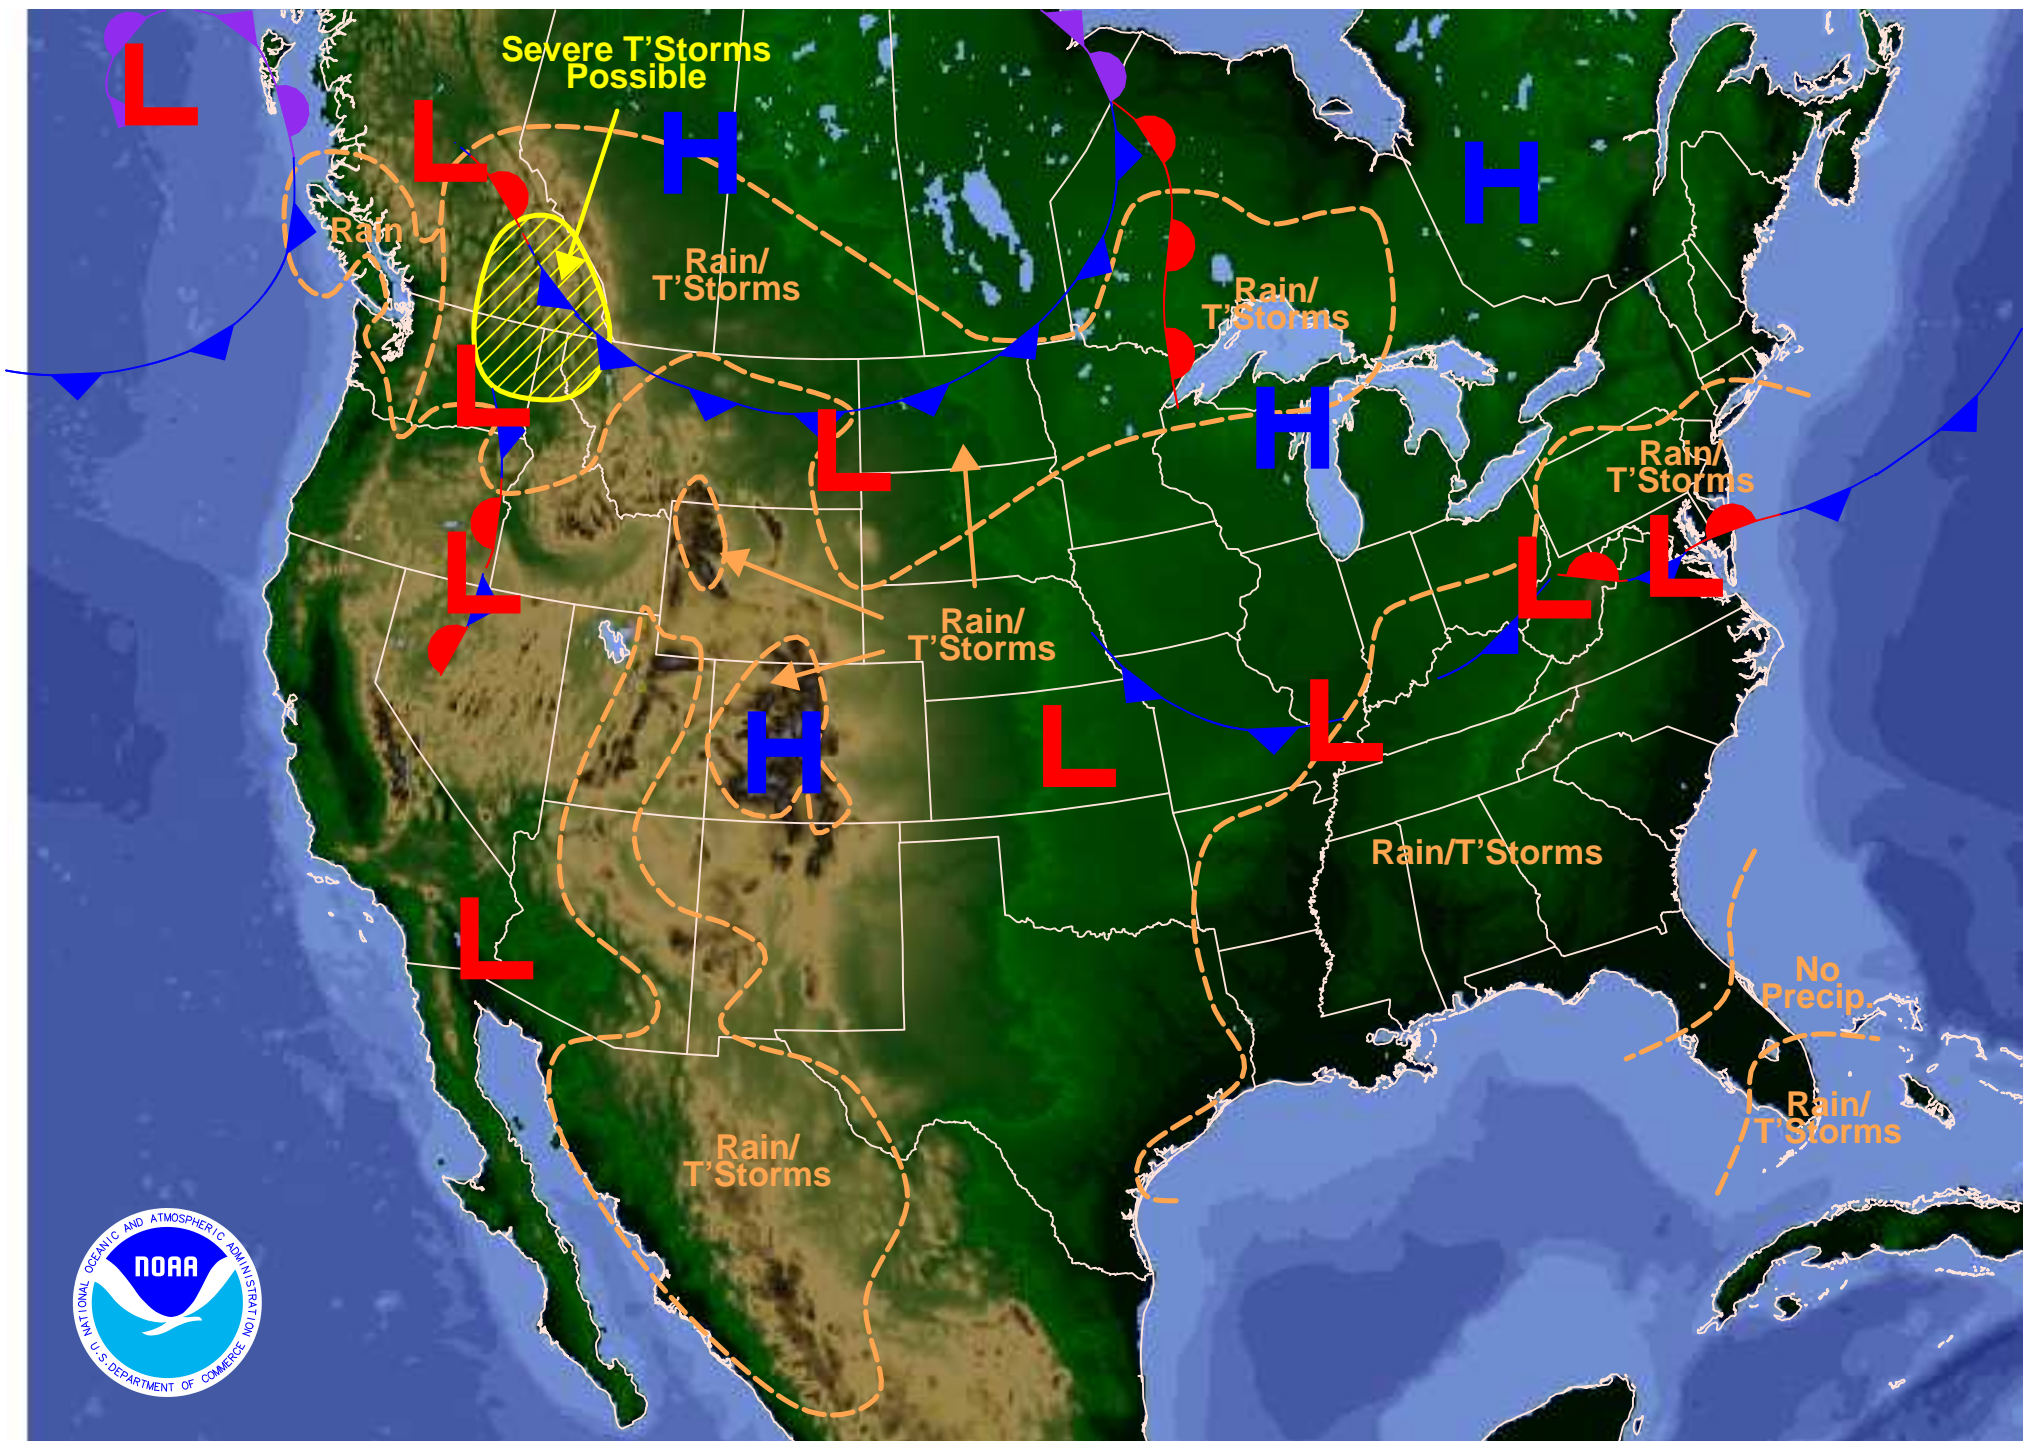 Severe T'Storms
Possible
L
L
H
H
Rain
Rain/
T'Storms
Rain/
T'Storms
L
L
H
Rain/
T'Storms
L
L
L
Rain/
T'Storms
H
L
L
Rain/T'Storms
L
No
Precip.
Rain/
T'Storms
Rain/
T'Storms
NATIONAL OCEANIC AND ATMOSPHERIC ADMINISTRATION
NOAA
U.S. DEPARTMENT OF COMMERCE